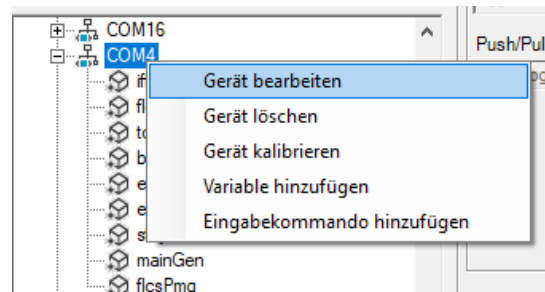 COM16
COM4
Push/Pul
Gerät bearbeiten
Gerät löschen
Gerät kalibrieren
Variable hinzufügen
Eingabekommando hinzufügen
mainGen
flcsPmg